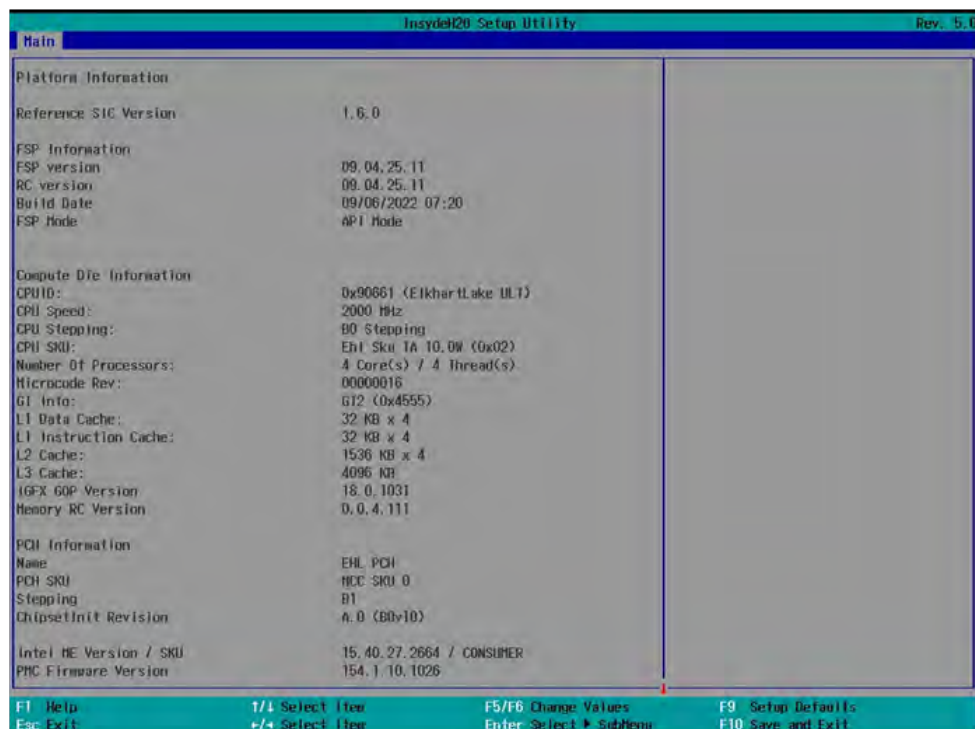 InsydeH20 Setup Utility Rev. 5.0
Main
Platform Information
Reference SIC Version 1.6.0
FSP Information
FSP version 09.04.25.11
RC version 09.04.25.11
Build Date 09/06/2022 07:20
FSP Mode API Mode
Compute Die Information
CPUID: 0x90661 (ElkhartLake ULT)
CPU Speed: 2000 MHz
CPU Stepping: B0 Stepping
CPU SKU: Ehl Sku TA 10.0W (0x02)
Number Of Processors: 4 Core(s) / 4 Thread(s)
Microcode Rev: 00000016
GT Info: GT2 (0x4555)
L1 Data Cache: 32 KB x 4
L1 Instruction Cache: 32 KB x 4
L2 Cache: 1536 KB x 4
L3 Cache: 4096 KB
IGFX GOP Version 18.0.1031
Memory RC Version 0.0.4.111
PCH Information
Name EHL PCH
PCH SKU MCC SKU 0
Stepping B1
ChipsetInit Revision A.0 (B0v10)
Intel ME Version / SKU 15.40.27.2664 / CONSUMER
PMC Firmware Version 154.1.10.1026
F1 Help ↑/↓ Select Item F5/F6 Change Values F9 Setup Defaults
Esc Exit ←/→ Select Item Enter Select ▶ SubMenu F10 Save and Exit